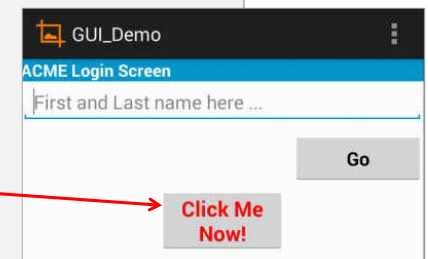 GUI_Demo
ACME Login Screen
First and Last name here ...
Go
Click Me
Now!